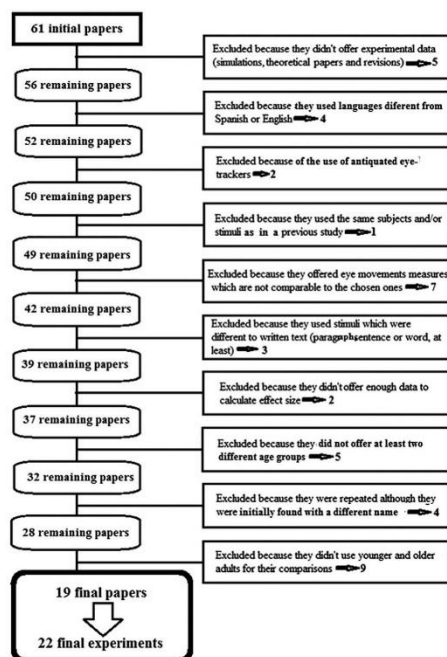 61 initial papers
Excluded because they didn't offer experimental data
(simulations, theoretical papers and revisions) ➡5
56 remaining papers
Excluded because they used languages diferent from
Spanish or English ➡4
52 remaining papers
Excluded because of the use of antiquated eye-
trackers ➡2
50 remaining papers
Excluded because they used the same subjects and/or
stimuli as in a previous study ➡1
49 remaining papers
Excluded because they offered eye movements measures
which are not comparable to the chosen ones ➡ 7
42 remaining papers
Excluded because they used stimuli which were
different to written text (paragaph sentence or word, at
least) ➡ 3
39 remaining papers
Excluded because they didn't offer enough data to
calculate effect size ➡2
37 remaining papers
Excluded because they did not offer at least two
different age groups ➡5
32 remaining papers
Excluded because they were repeated although they
were initially found with a different name ➡4
28 remaining papers
Excluded because they didn't use younger and older
adults for their comparisons ➡9
19 final papers
22 final experiments